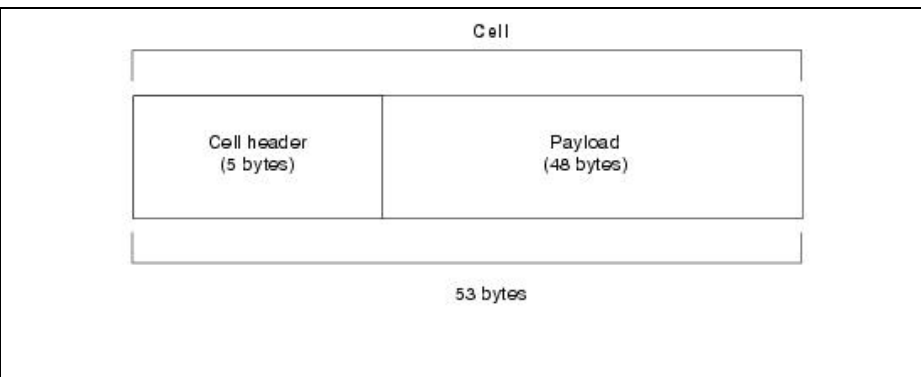 Cell
Cell header
(5 bytes)
Payload
(48 bytes)
53 bytes